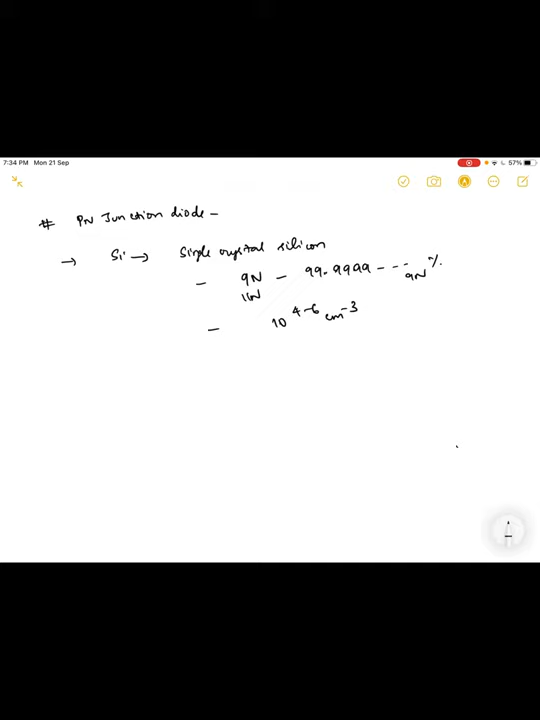 7:34 PM Mon 21 Sep 57%
# PN Junction diode -
→ Si → Single crystal silicon
- 9N - 99.9999 --- 9N %
11N
- 10^4-6 cm^-3